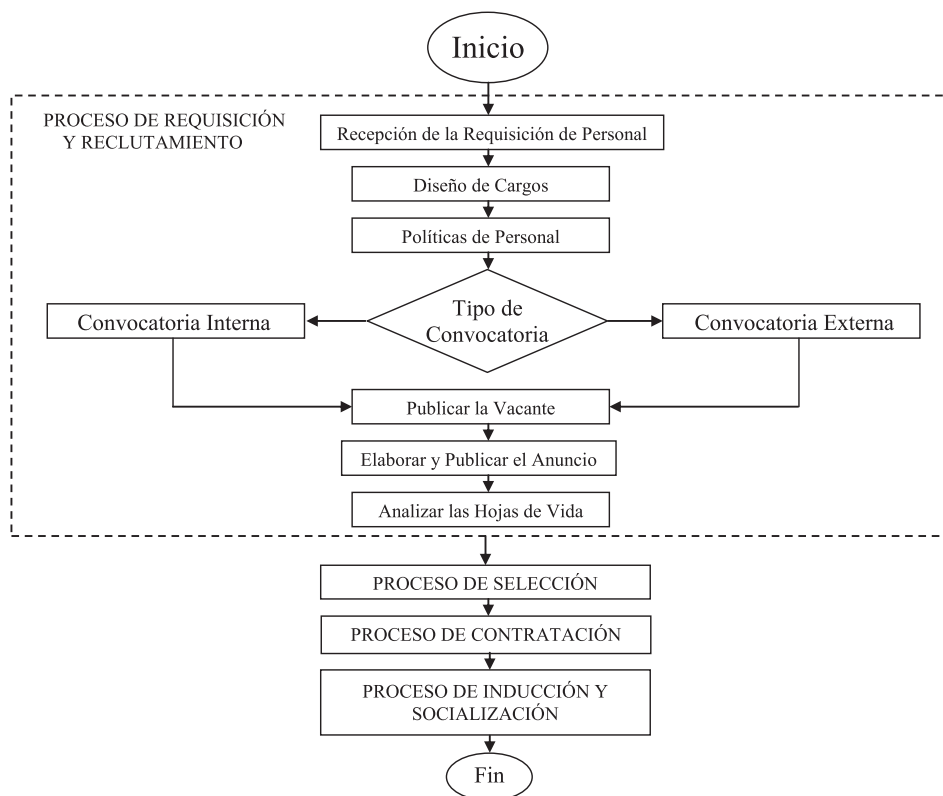 Inicio
PROCESO DE REQUISICIÓN
Y RECLUTAMIENTO
Recepción de la Requisición de Personal
Diseño de Cargos
Políticas de Personal
Tipo de
Convocatoria
Convocatoria Interna
Convocatoria Externa
Publicar la Vacante
Elaborar y Publicar el Anuncio
Analizar las Hojas de Vida
PROCESO DE SELECCIÓN
PROCESO DE CONTRATACIÓN
PROCESO DE INDUCCIÓN Y
SOCIALIZACIÓN
Fin